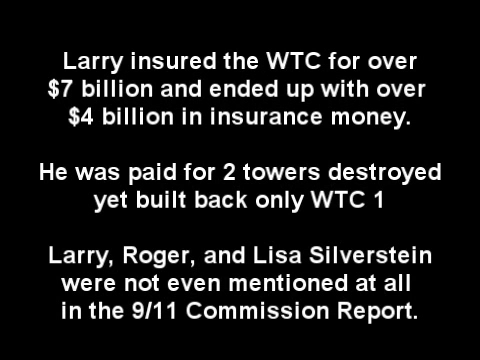 Larry insured the WTC for over
$7 billion and ended up with over
$4 billion in insurance money.
He was paid for 2 towers destroyed
yet built back only WTC 1
Larry, Roger, and Lisa Silverstein
were not even mentioned at all
in the 9/11 Commission Report.